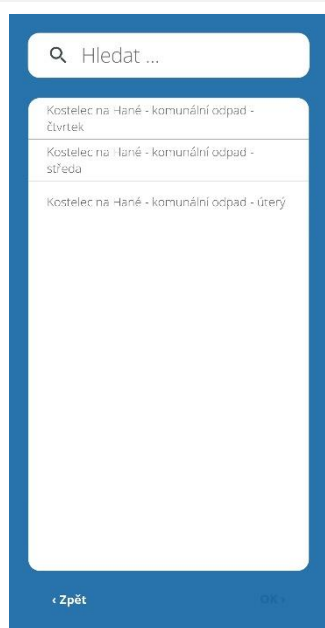 Hledat ...
Kostelec na Hané - komunální odpad -
čtvrtek
Kostelec na Hané - komunální odpad -
středa
Kostelec na Hané - komunální odpad - úterý
‹ Zpět
OK ›